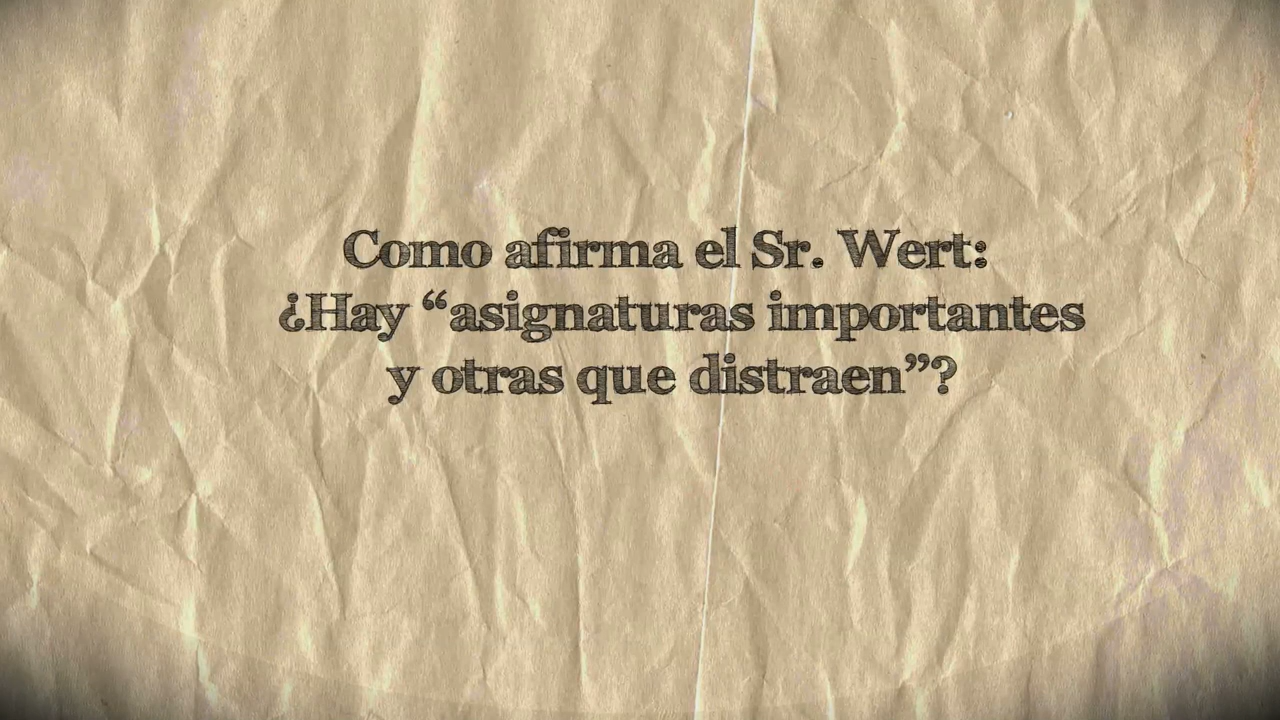 Como afirma el Sr. Wert:
¿Hay “asignaturas importantes
y otras que distraen”?